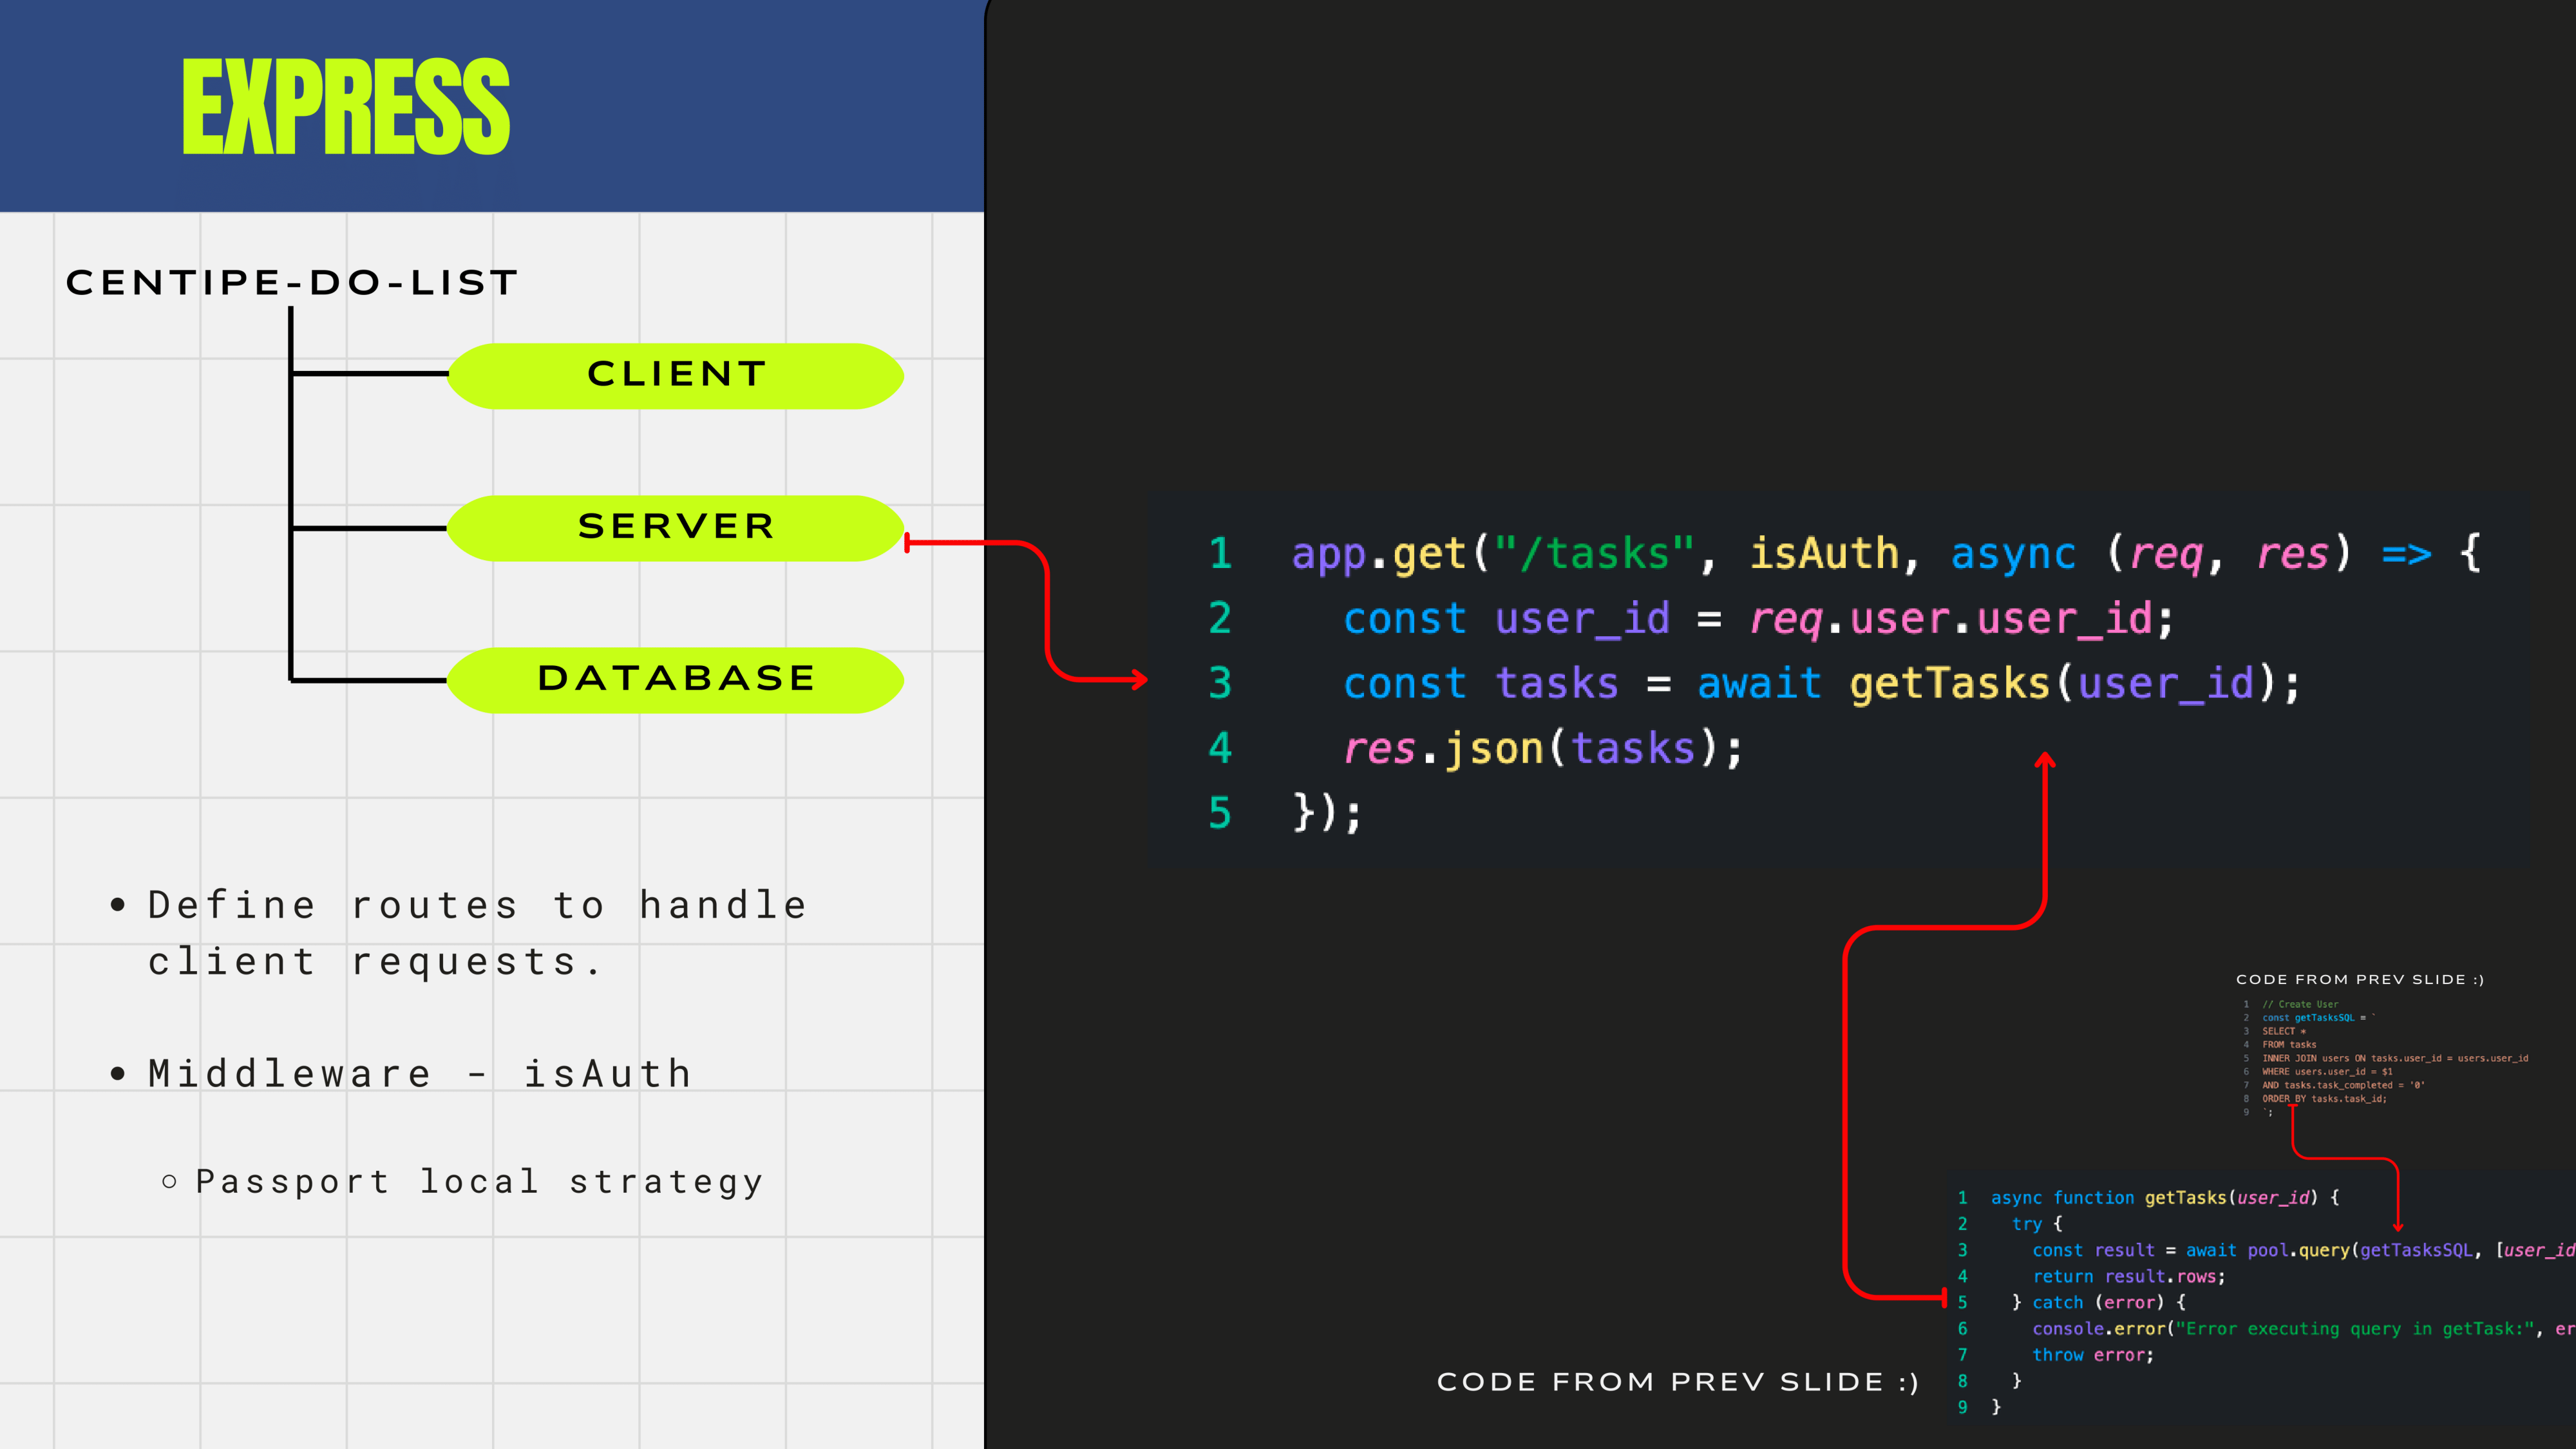 EXPRESS
CENTIPE-DO-LIST
CLIENT
SERVER
DATABASE
• Define routes to handle
client requests.
• Middleware - isAuth
○ Passport local strategy
1 app.get("/tasks", isAuth, async (req, res) => {
2 const user_id = req.user.user_id;
3 const tasks = await getTasks(user_id);
4 res.json(tasks);
5 });
CODE FROM PREV SLIDE :)
1 // Create User
2 const getTasksSQL = `
3 SELECT *
4 FROM tasks
5 INNER JOIN users ON tasks.user_id = users.user_id
6 WHERE users.user_id = $1
7 AND tasks.task_completed = '0'
8 ORDER BY tasks.task_id;
9 `;
1 async function getTasks(user_id) {
2 try {
3 const result = await pool.query(getTasksSQL, [user_id
4 return result.rows;
5 } catch (error) {
6 console.error("Error executing query in getTask:", er
7 throw error;
8 }
9 }
CODE FROM PREV SLIDE :)